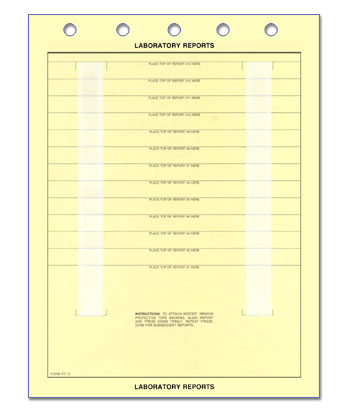 LABORATORY REPORTS
PLACE TOP OF REPORT #13 HERE
PLACE TOP OF REPORT #12 HERE
PLACE TOP OF REPORT #11 HERE
PLACE TOP OF REPORT #10 HERE
PLACE TOP OF REPORT #9 HERE
PLACE TOP OF REPORT #8 HERE
PLACE TOP OF REPORT #7 HERE
PLACE TOP OF REPORT #6 HERE
PLACE TOP OF REPORT #5 HERE
PLACE TOP OF REPORT #4 HERE
PLACE TOP OF REPORT #3 HERE
PLACE TOP OF REPORT #2 HERE
PLACE TOP OF REPORT #1 HERE
INSTRUCTIONS: TO ATTACH REPORT, REMOVE
PROTECTIVE TAPE BACKING, ALIGN REPORT
AND PRESS DOWN FIRMLY. REPEAT PROCE-
DURE FOR SUBSEQUENT REPORTS.
LABORATORY REPORTS